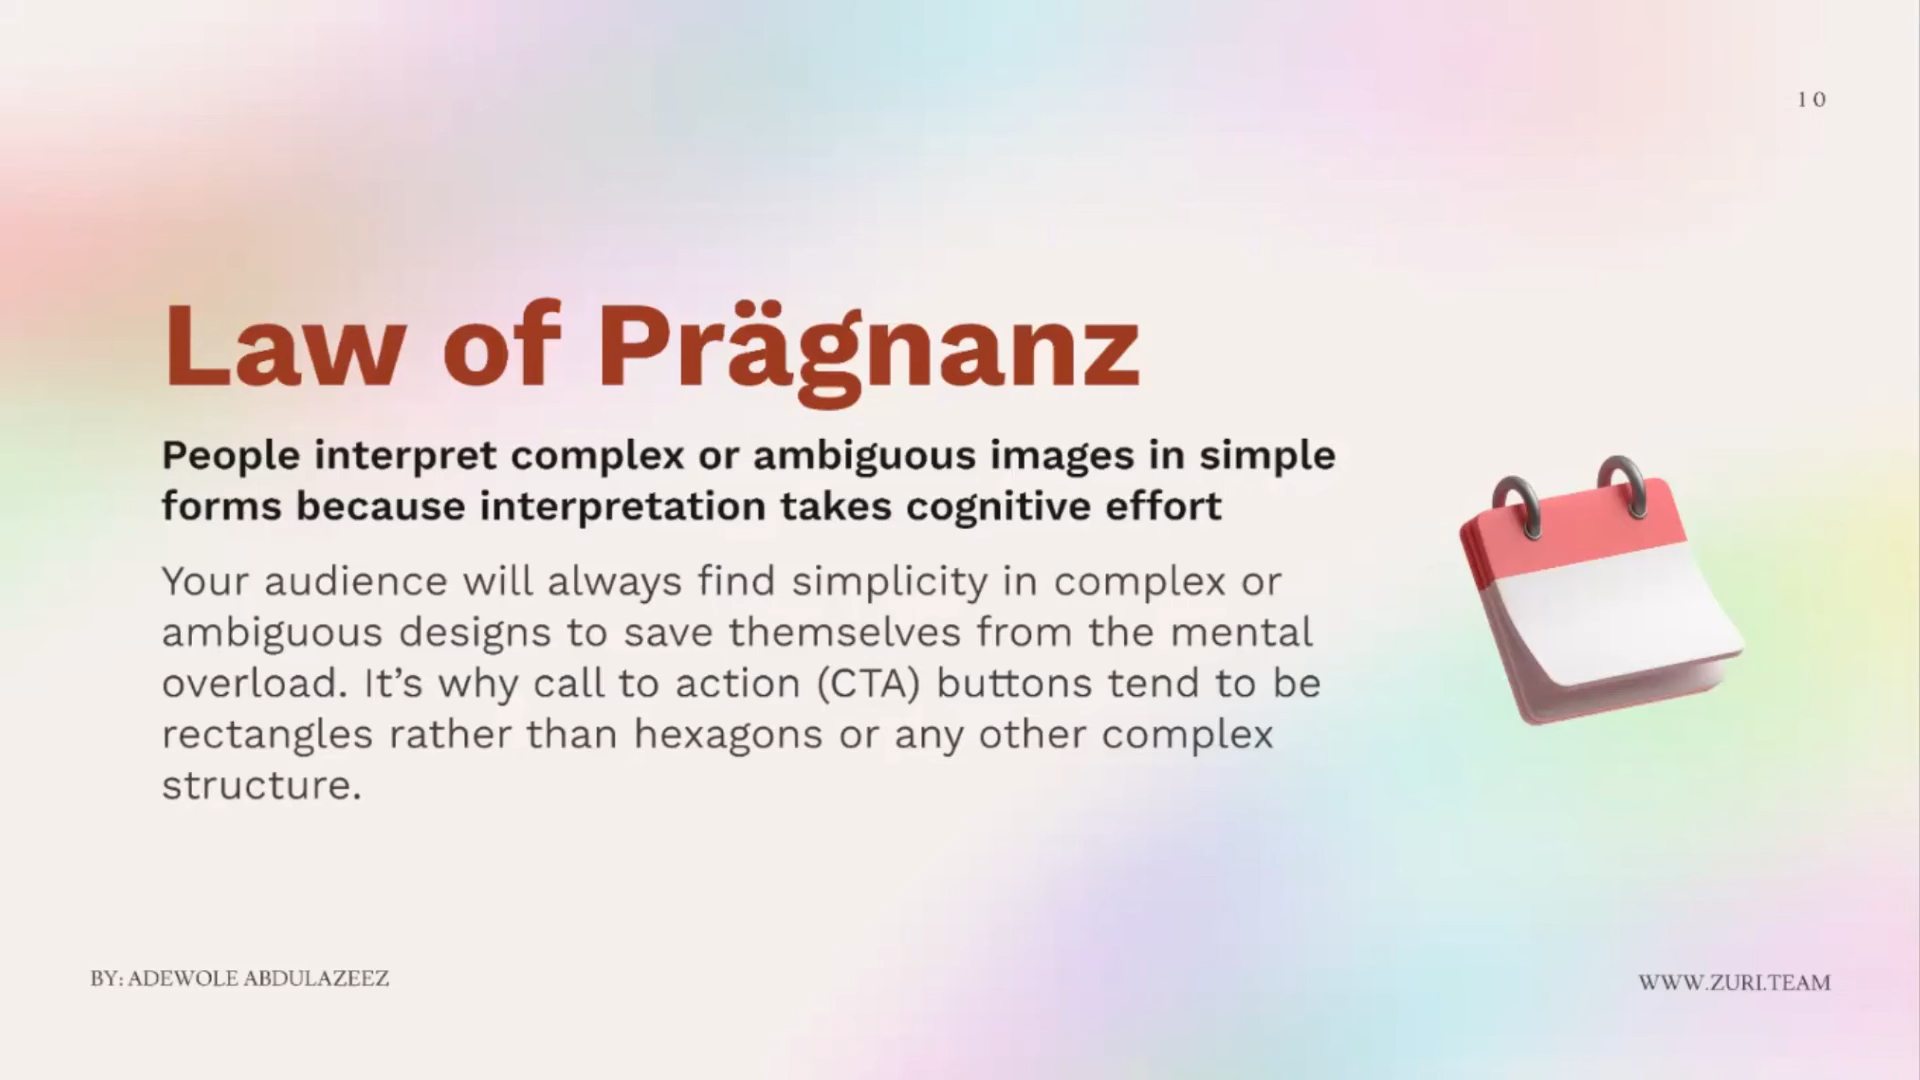 10
Law of Prägnanz
People interpret complex or ambiguous images in simple
forms because interpretation takes cognitive effort
Your audience will always find simplicity in complex or
ambiguous designs to save themselves from the mental
overload. It’s why call to action (CTA) buttons tend to be
rectangles rather than hexagons or any other complex
structure.
BY: ADEWOLE ABDULAZEEZ
WWW.ZURI.TEAM